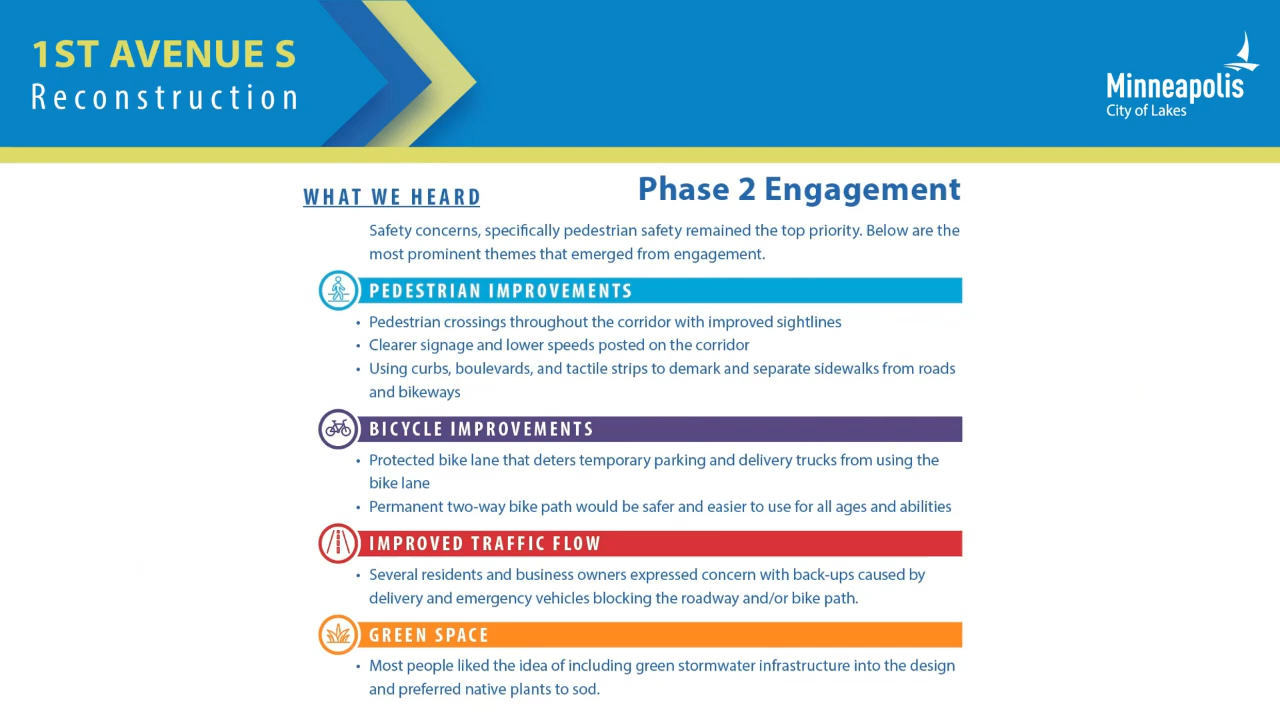 1ST AVENUE S
Reconstruction
Minneapolis
City of Lakes
WHAT WE HEARD
Phase 2 Engagement
Safety concerns, specifically pedestrian safety remained the top priority. Below are the
most prominent themes that emerged from engagement.
PEDESTRIAN IMPROVEMENTS
• Pedestrian crossings throughout the corridor with improved sightlines
• Clearer signage and lower speeds posted on the corridor
• Using curbs, boulevards, and tactile strips to demark and separate sidewalks from roads
and bikeways
BICYCLE IMPROVEMENTS
• Protected bike lane that deters temporary parking and delivery trucks from using the
bike lane
• Permanent two-way bike path would be safer and easier to use for all ages and abilities
IMPROVED TRAFFIC FLOW
• Several residents and business owners expressed concern with back-ups caused by
delivery and emergency vehicles blocking the roadway and/or bike path.
GREEN SPACE
• Most people liked the idea of including green stormwater infrastructure into the design
and preferred native plants to sod.